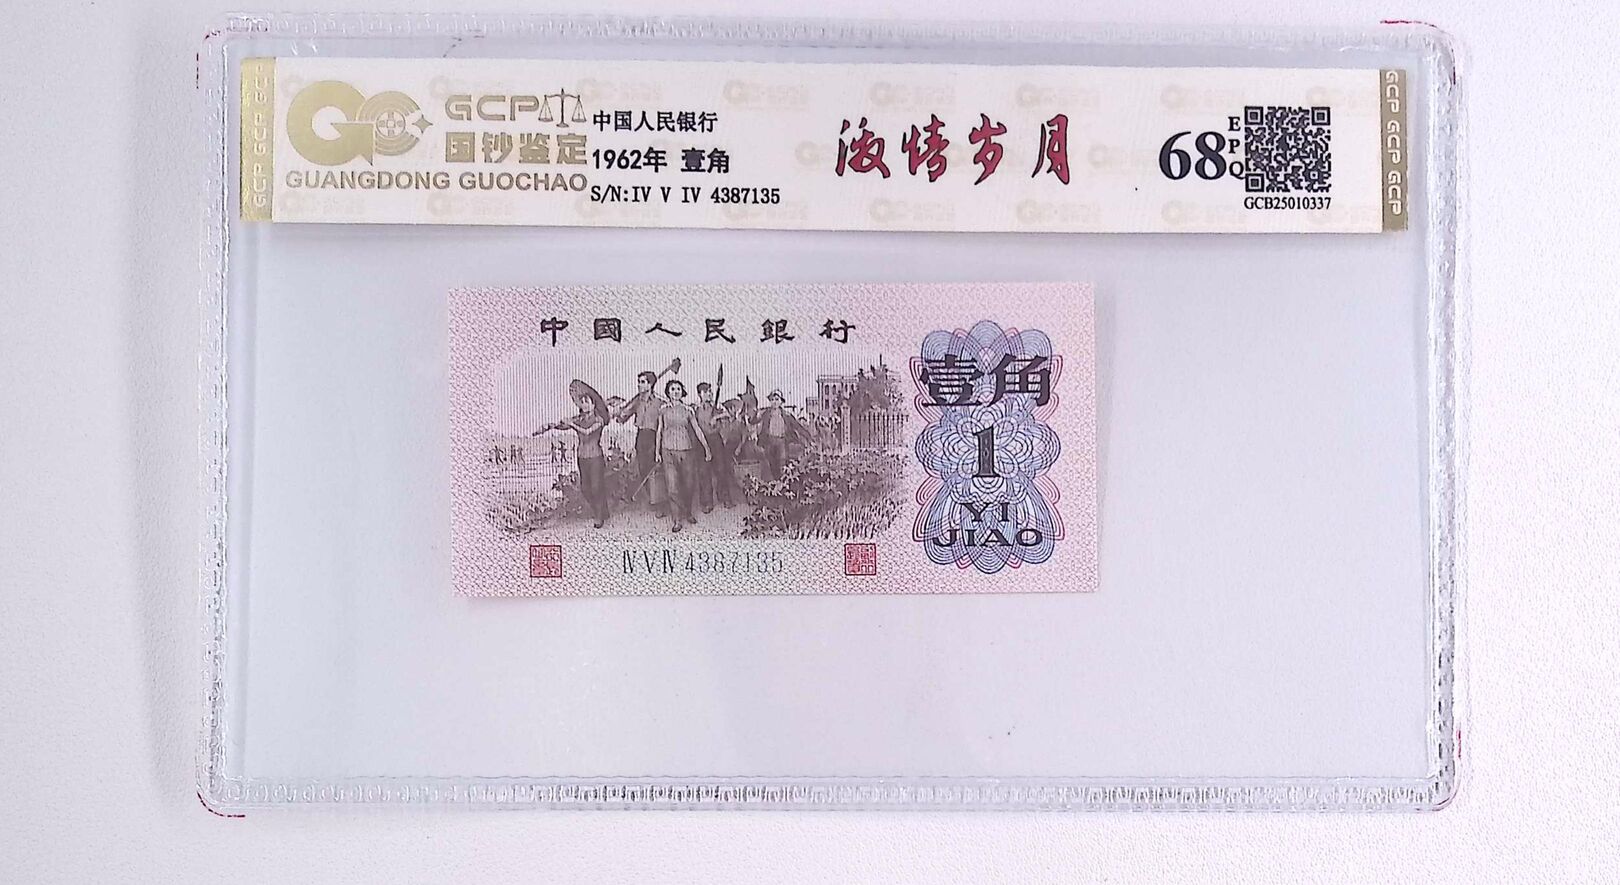 GCP
国钞鉴定
GUANGDONG GUOCHAO
中国人民银行
1962年 壹角
S/N:IV V IV 4387135
激情岁月
68
EPQ
GCB25010337
GCP GCP GCP
GCP GCP GCP
中國人民銀行
壹角
1
YI
JIAO
Ⅳ Ⅴ Ⅳ 4387135